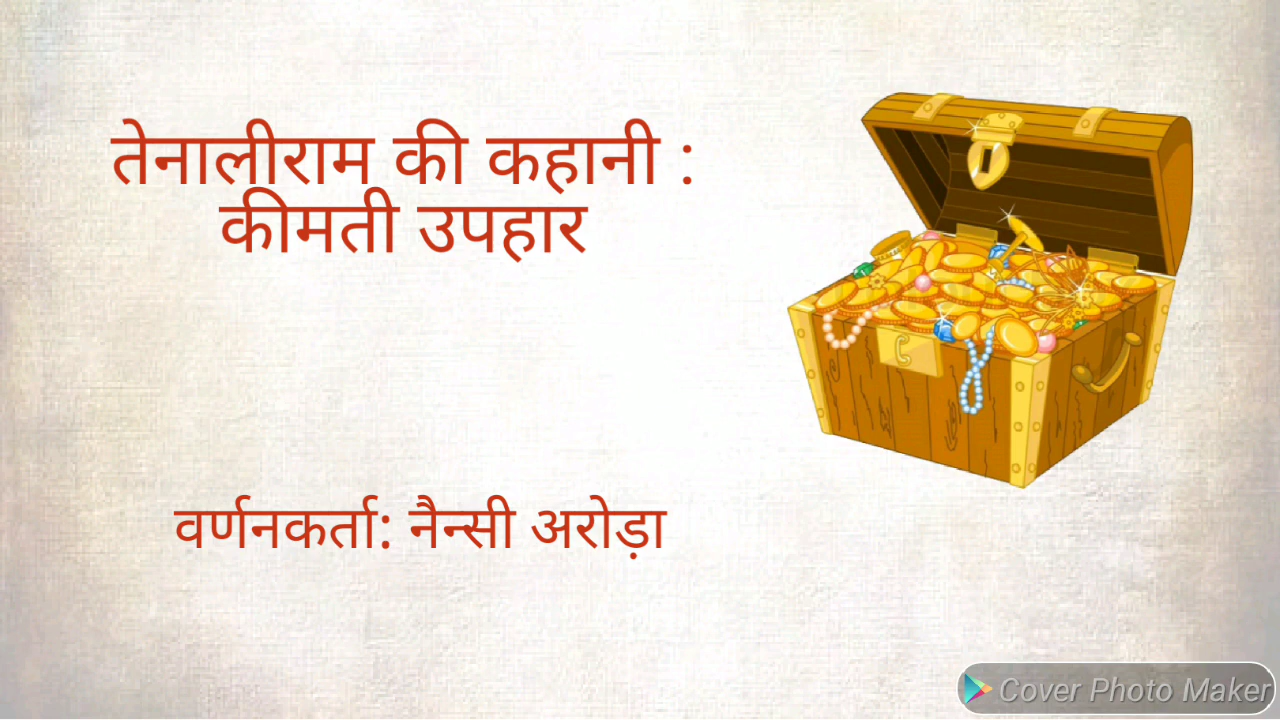 तेनालीराम की कहानी :
कीमती उपहार
वर्णनकर्ता: नैन्सी अरोड़ा
Cover Photo Maker